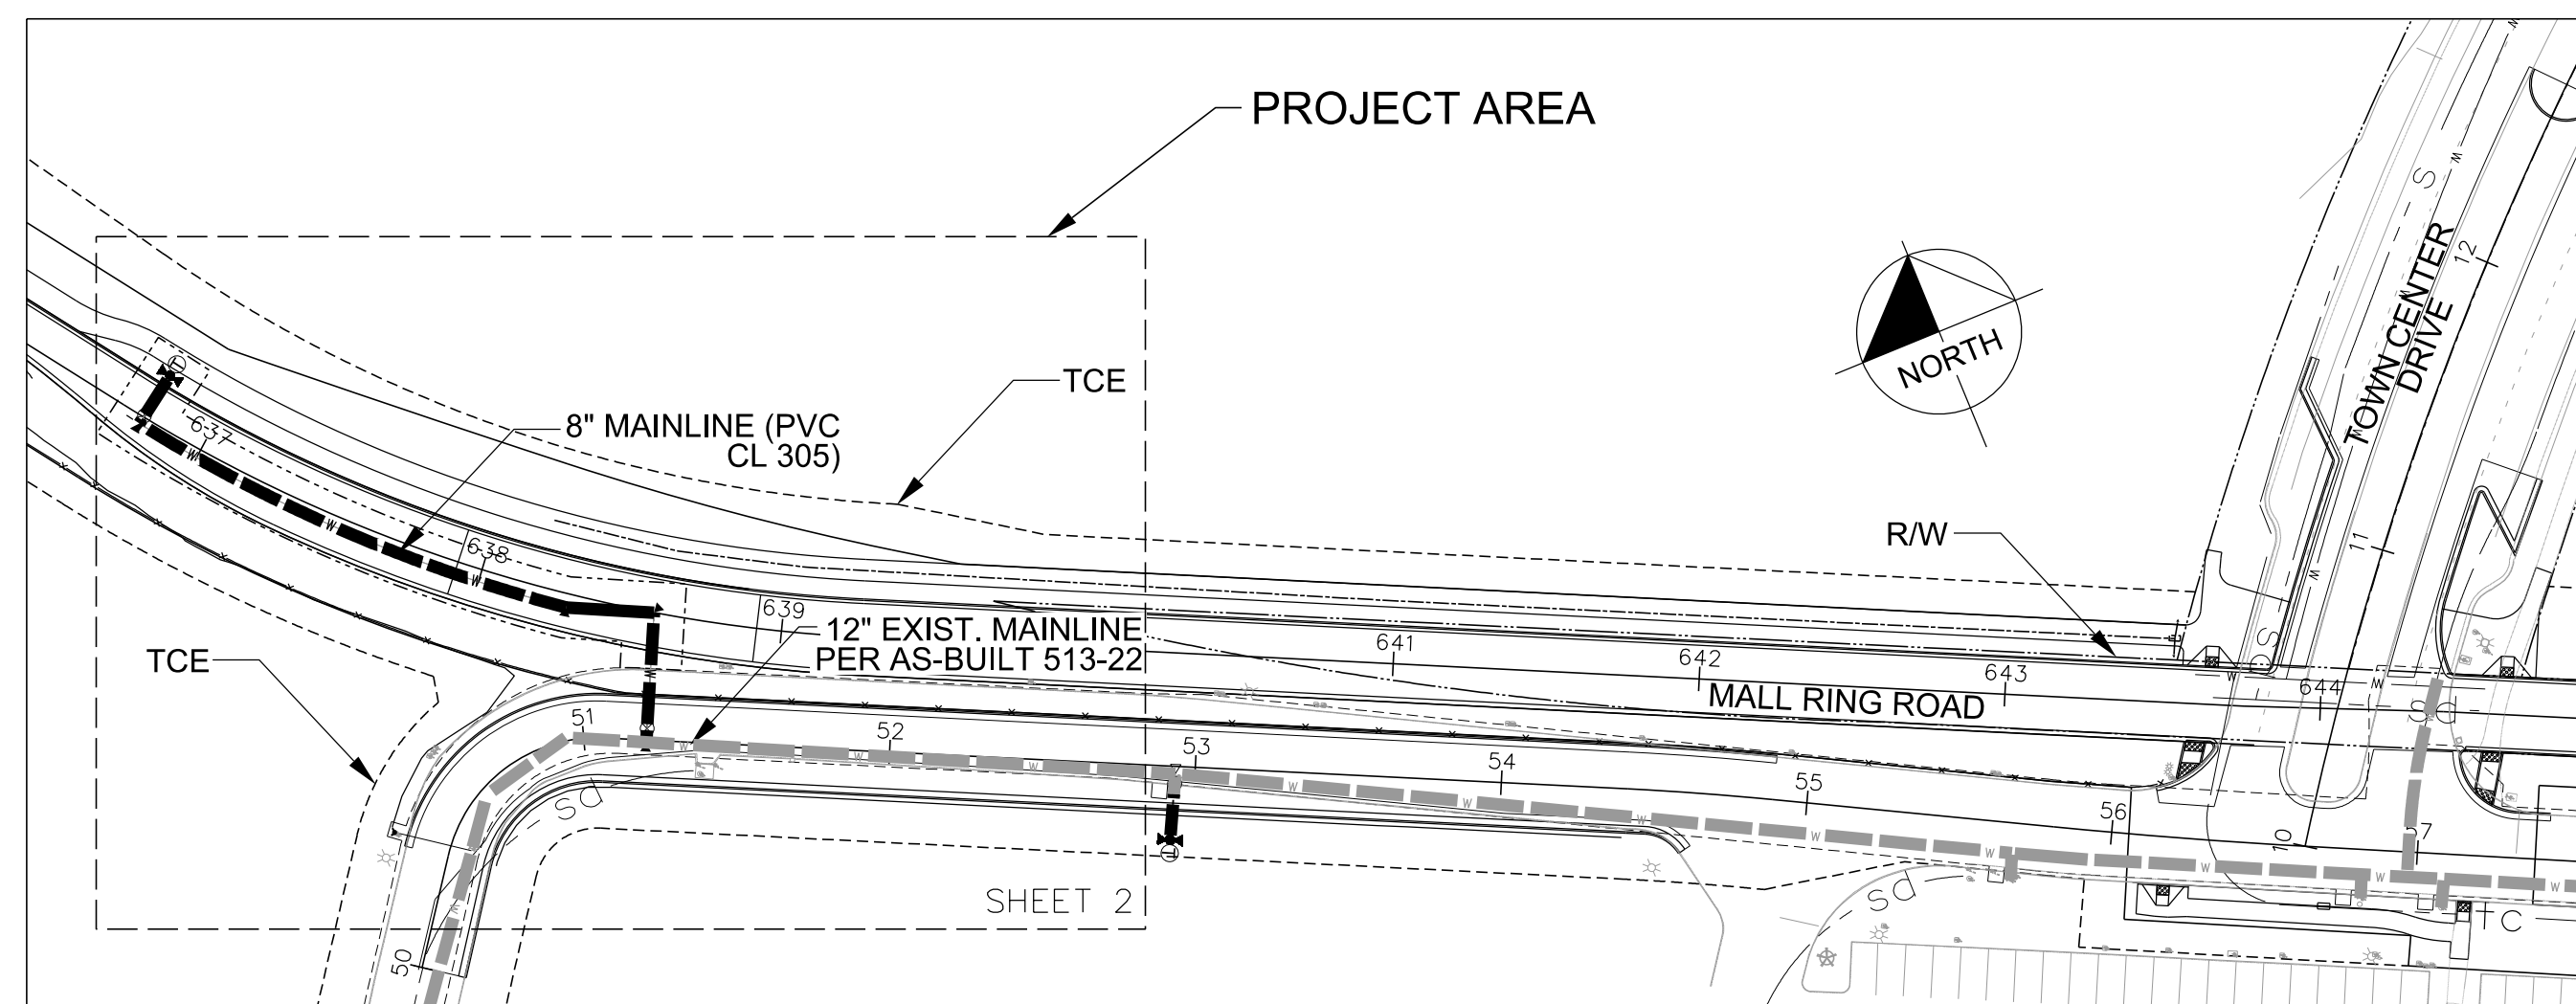 PROJECT AREA
TCE
8" MAINLINE (PVC
CL 305)
NORTH
TOWN CENTER
DRIVE
12
11
10
S
R/W
637
638
639
641
642
643
644
12" EXIST. MAINLINE
PER AS-BUILT 513-22
MALL RING ROAD
TCE
50
51
52
53
54
55
56
57
sd
sd
sd
sd
TC
W
W
W
W
W
W
W
W
W
W
W
W
SHEET 2